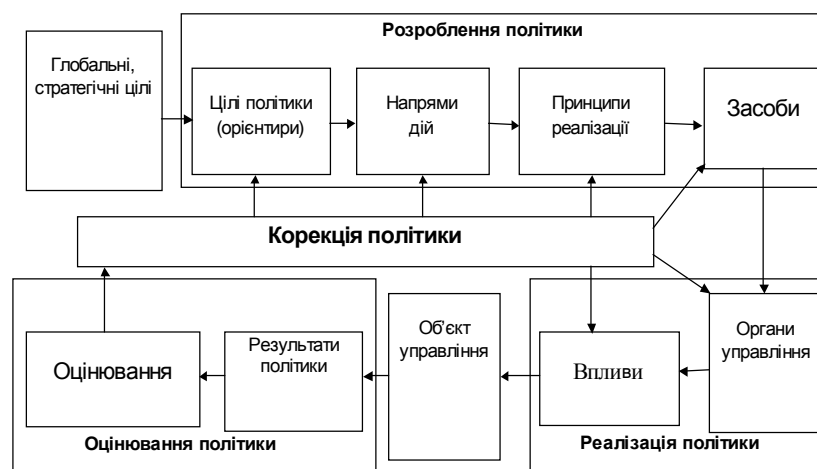 Розроблення політики
Глобальні,
стратегічні цілі
Цілі політики
(орієнтири)
Напрями
дій
Принципи
реалізації
Засоби
Корекція політики
Оцінювання
Результати
політики
Об’єкт
управління
Впливи
Органи
управління
Оцінювання політики
Реалізація політики